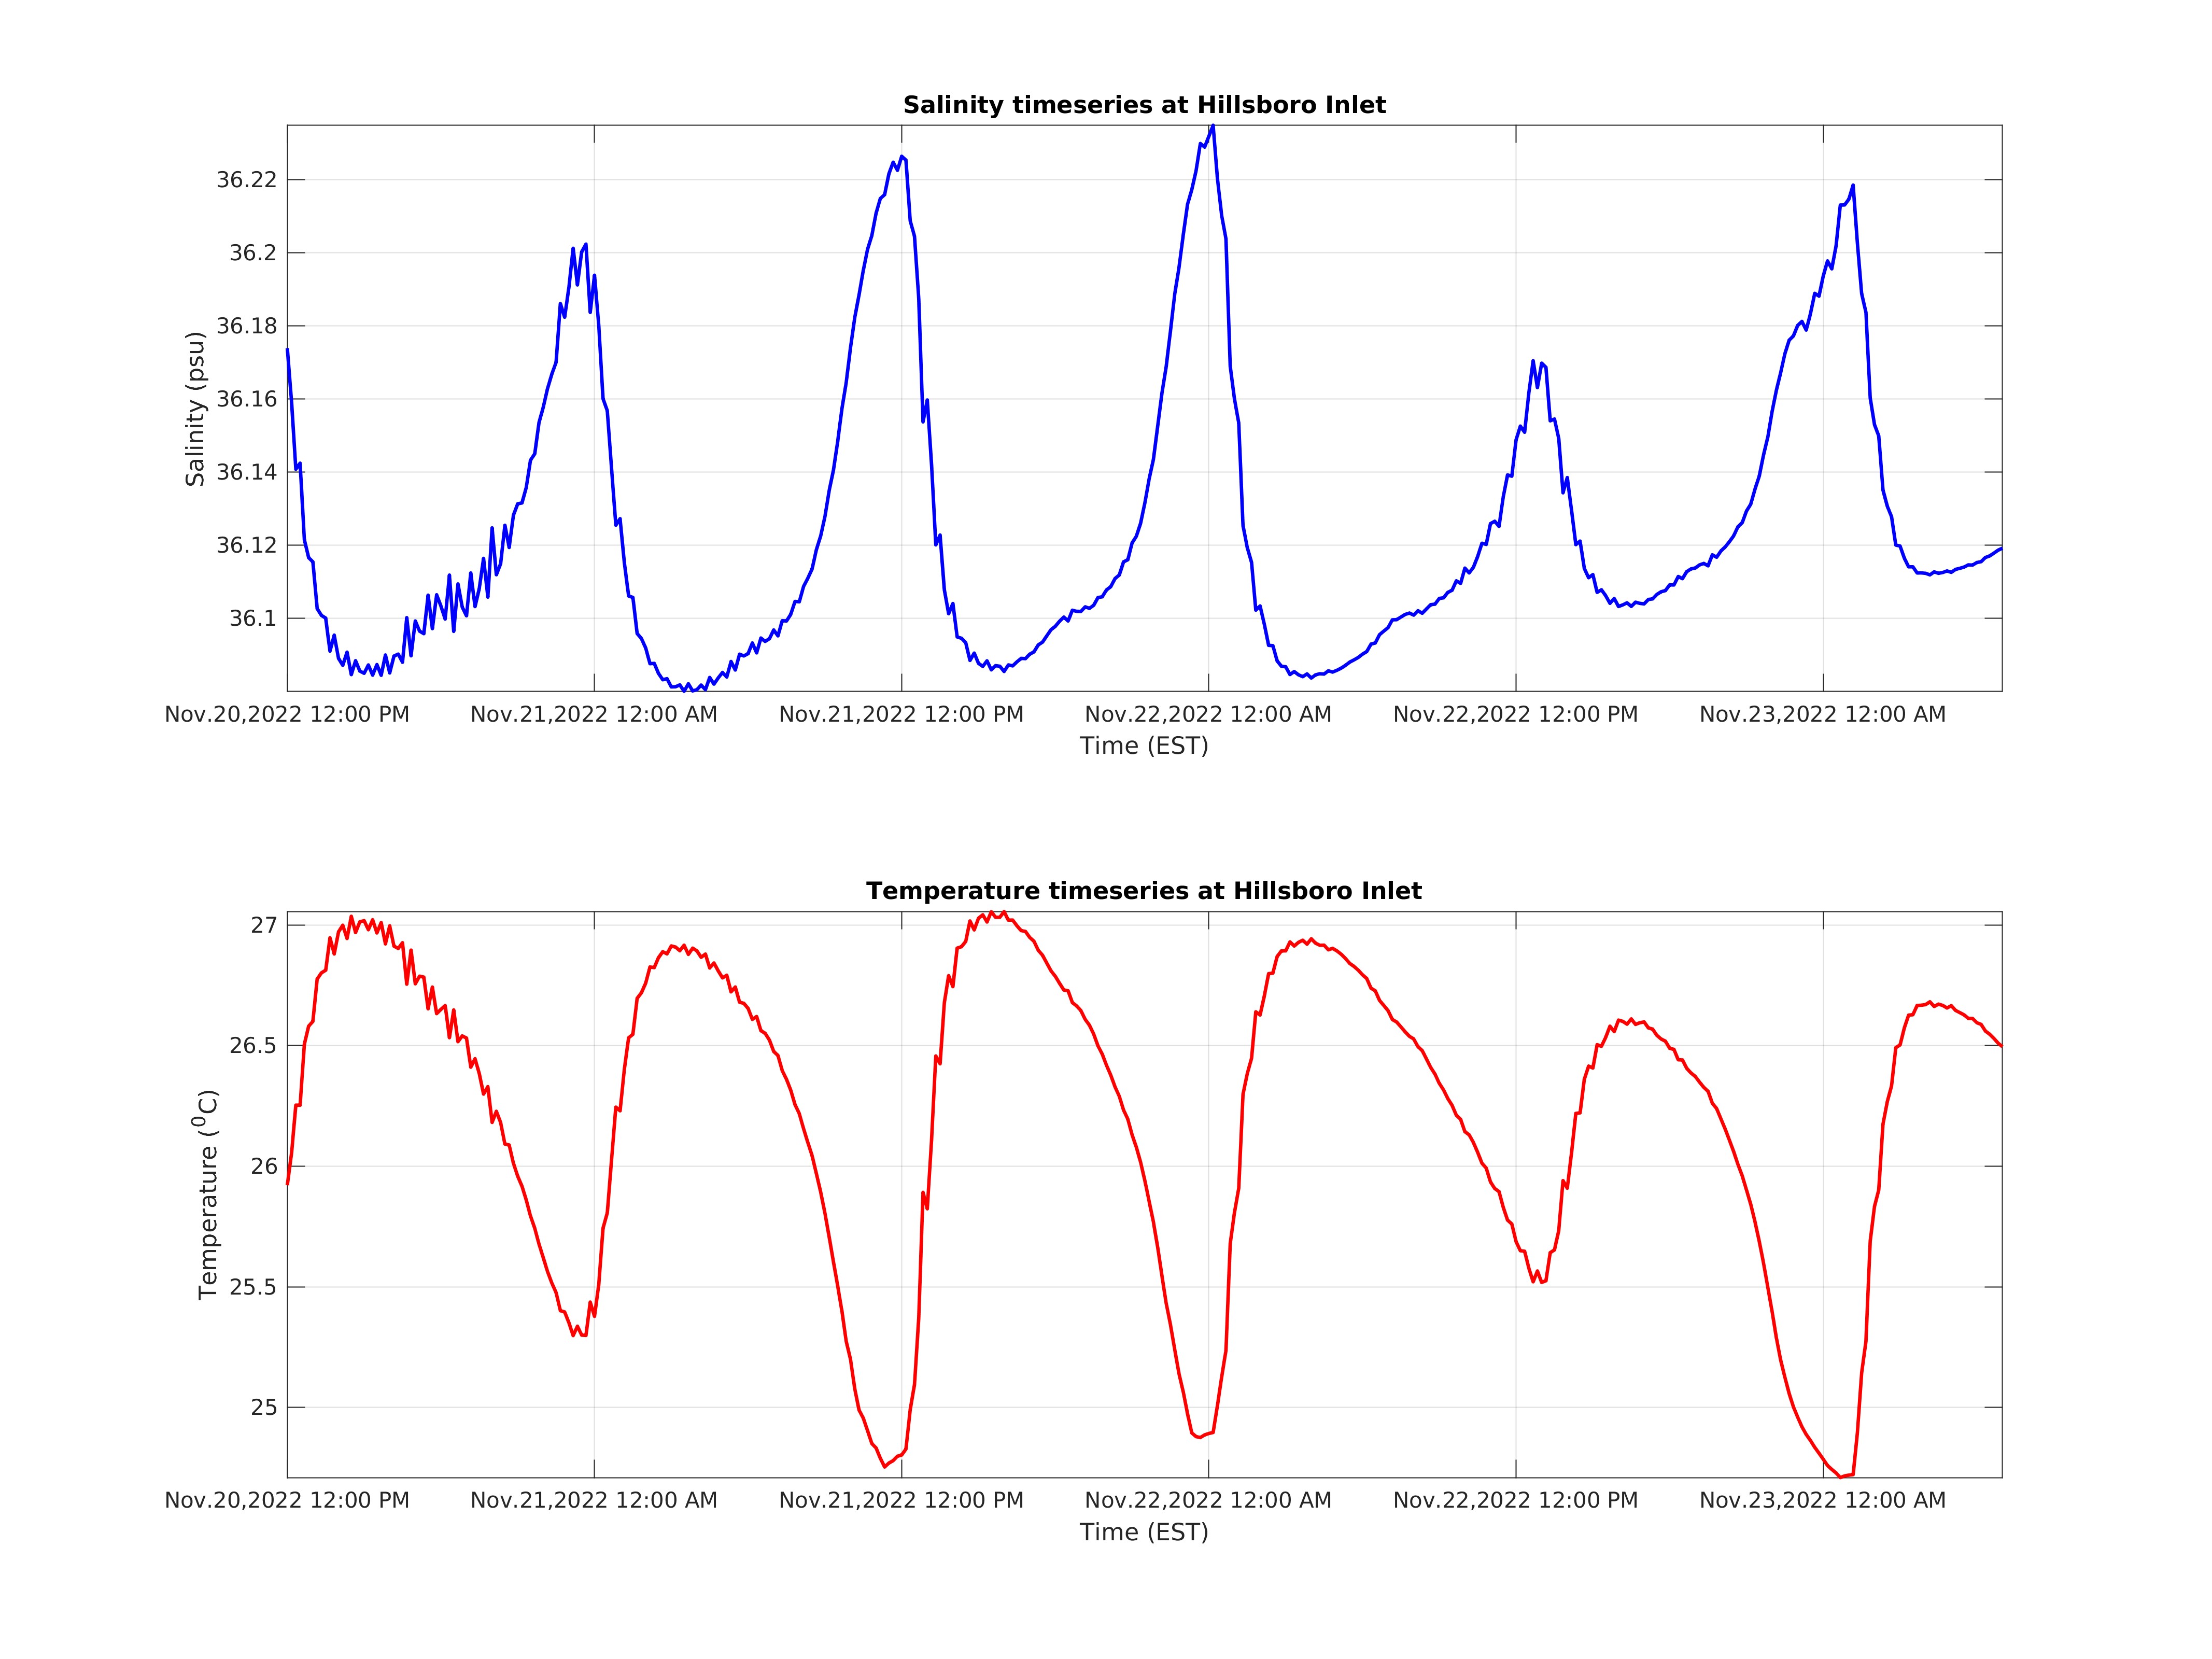 Salinity timeseries at Hillsboro Inlet
36.22
36.2
36.18
36.16
36.14
36.12
36.1
Salinity (psu)
Nov.20,2022 12:00 PM Nov.21,2022 12:00 AM Nov.21,2022 12:00 PM Nov.22,2022 12:00 AM Nov.22,2022 12:00 PM Nov.23,2022 12:00 AM
Time (EST)
Temperature timeseries at Hillsboro Inlet
27
26.5
26
25.5
25
Temperature (⁰C)
Nov.20,2022 12:00 PM Nov.21,2022 12:00 AM Nov.21,2022 12:00 PM Nov.22,2022 12:00 AM Nov.22,2022 12:00 PM Nov.23,2022 12:00 AM
Time (EST)